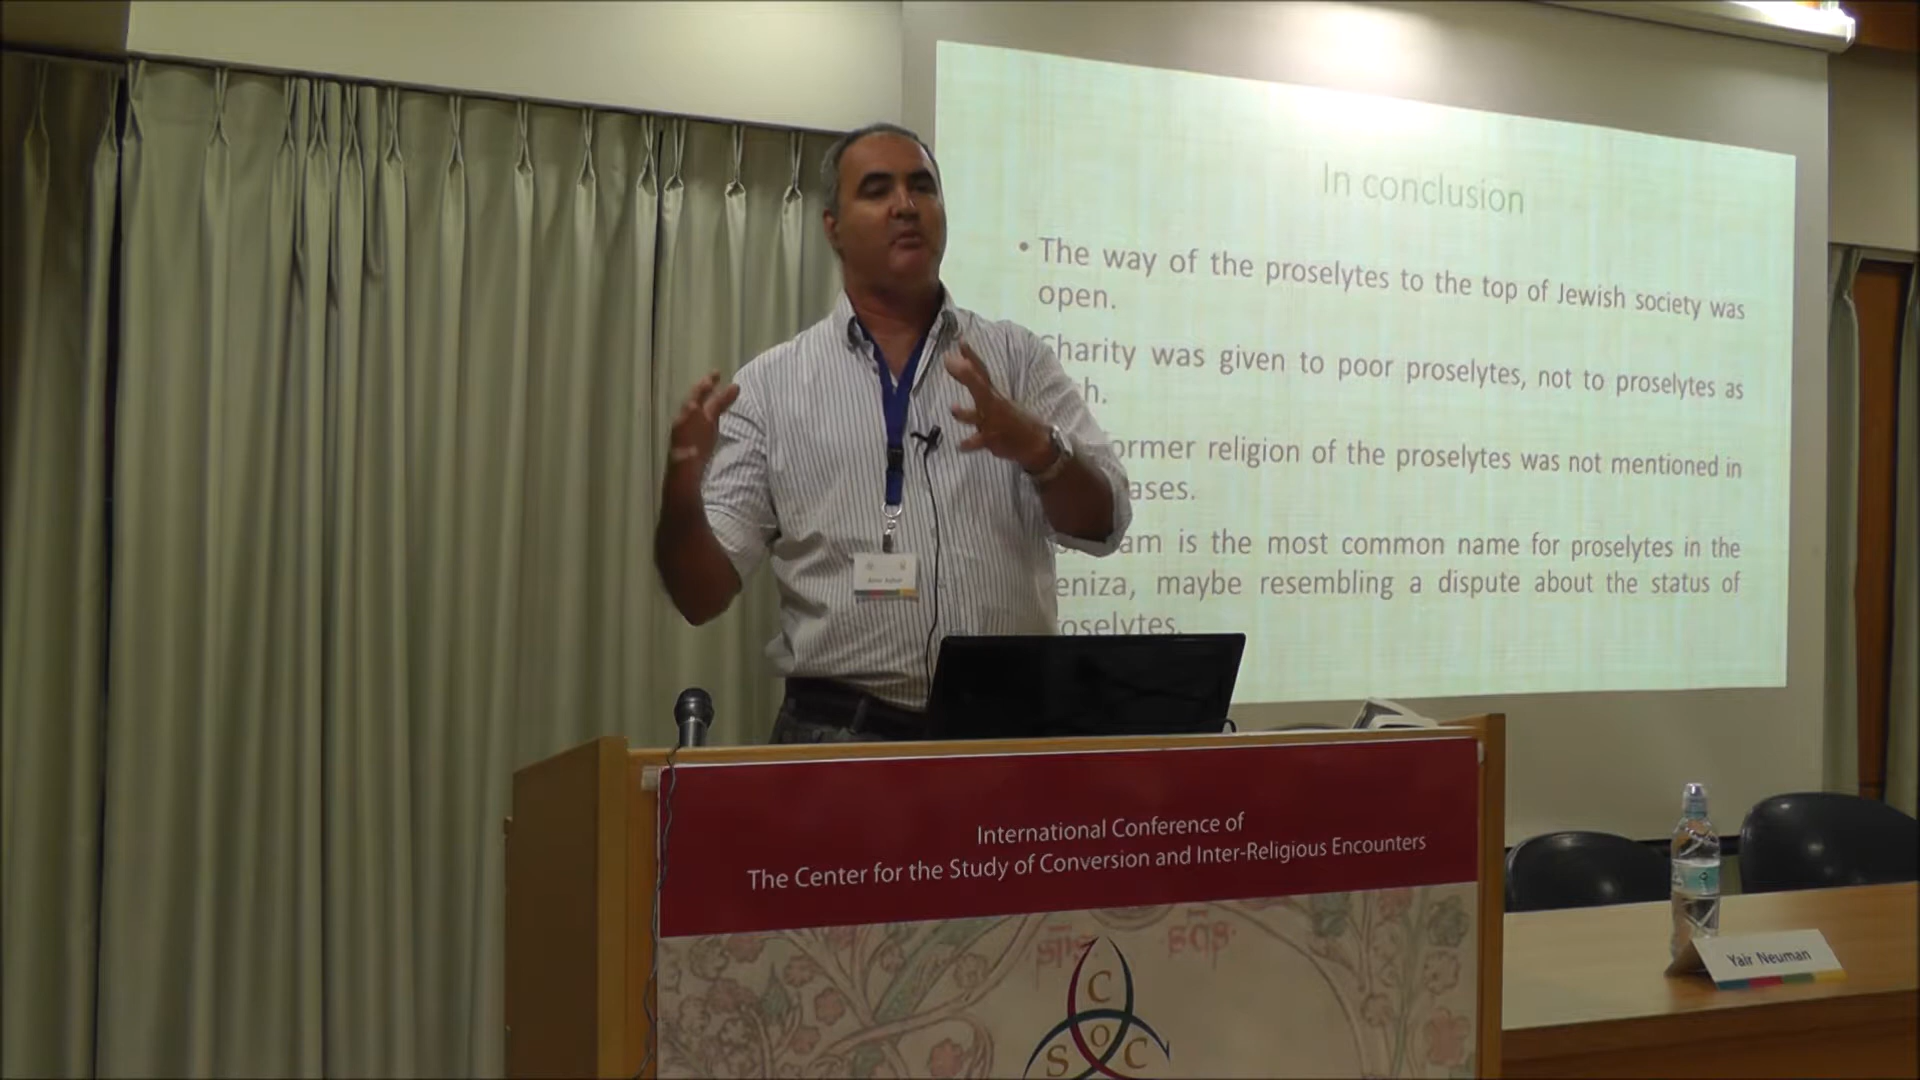 In conclusion
• The way of the proselytes to the top of Jewish society was
open.
Charity was given to poor proselytes, not to proselytes as
h.
ormer religion of the proselytes was not mentioned in
ases.
am is the most common name for proselytes in the
eniza, maybe resembling a dispute about the status of
oselytes.
International Conference of
The Center for the Study of Conversion and Inter-Religious Encounters
C
S O C
Yair Neuman